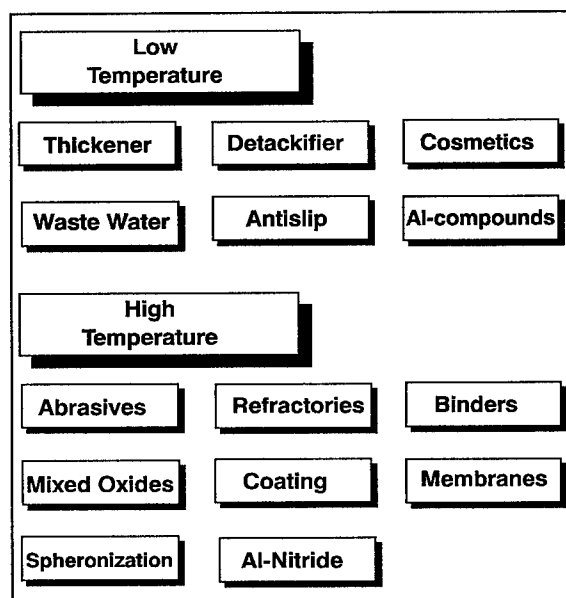 Low
Temperature
Thickener Detackifier Cosmetics
Waste Water Antislip Al-compounds
High
Temperature
Abrasives Refractories Binders
Mixed Oxides Coating Membranes
Spheronization Al-Nitride